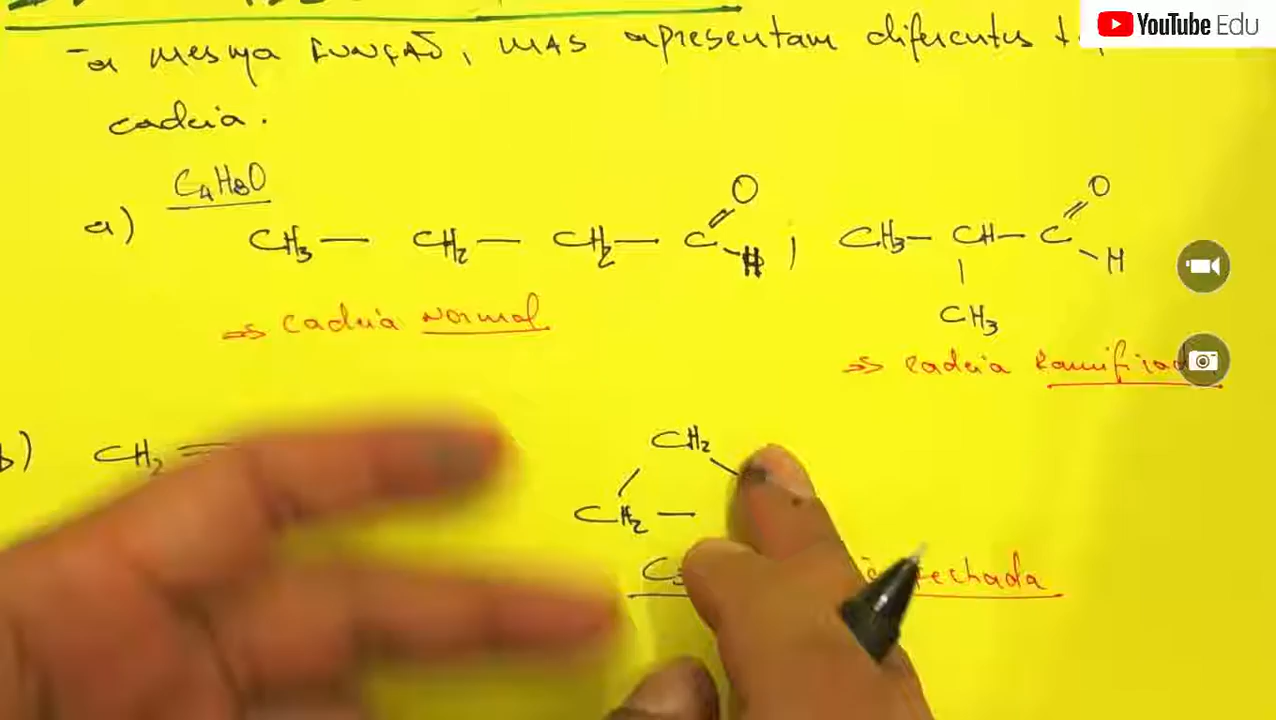 YouTube Edu
- a mesma função, mas apresentam diferentes
cadeia.
C4H8O
a) CH3 — CH2 — CH2 — C O H ; CH3 — CH — C O H
CH3
⇒ cadeia normal
⇒ cadeia Ramificad
b) CH2 =
CH2
CH2 —
fechada